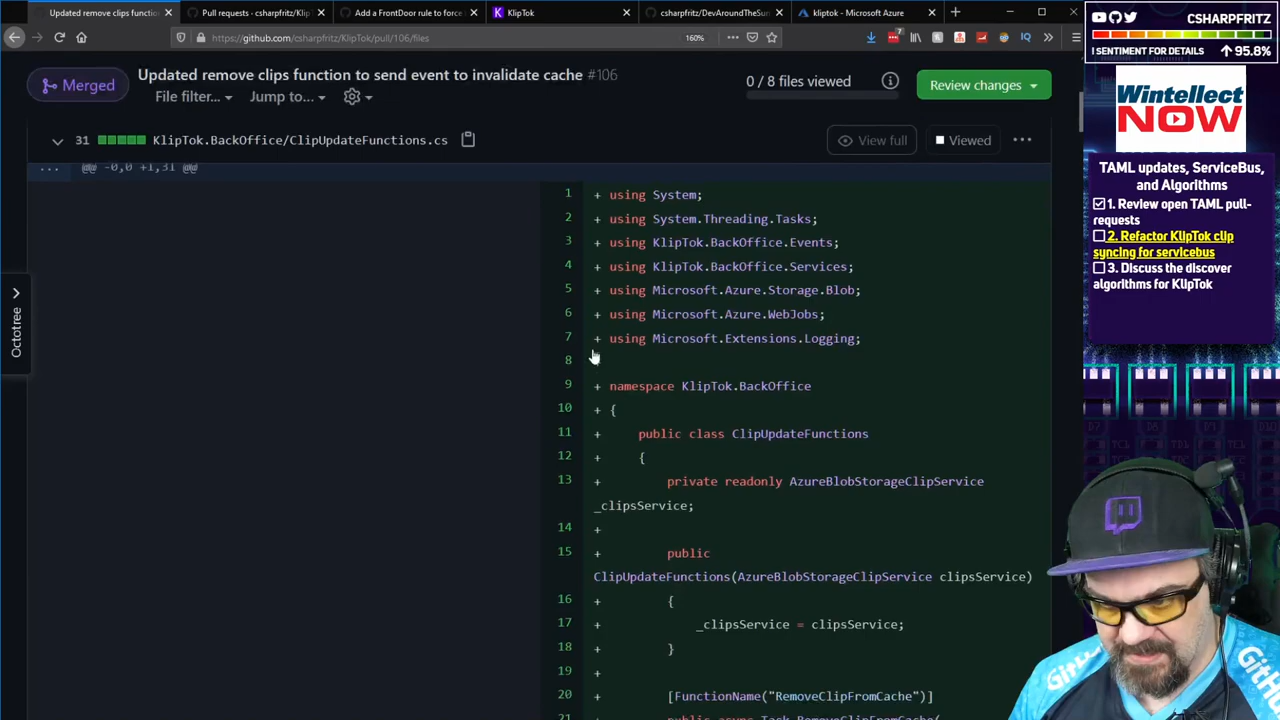 Updated remove clips functio
Pull requests · csharpfritz/Klip
Add a FrontDoor rule to force
KlipTok
csharpfritz/DevAroundTheSun
kliptok - Microsoft Azure
https://github.com/csharpfritz/KlipTok/pull/106/files
160%
Merged
Updated remove clips function to send event to invalidate cache #106
File filter...
Jump to...
0 / 8 files viewed
Review changes
31
KlipTok.BackOffice/ClipUpdateFunctions.cs
View full
Viewed
...
@@ -0,0 +1,31 @@
1 + using System;
2 + using System.Threading.Tasks;
3 + using KlipTok.BackOffice.Events;
4 + using KlipTok.BackOffice.Services;
5 + using Microsoft.Azure.Storage.Blob;
6 + using Microsoft.Azure.WebJobs;
7 + using Microsoft.Extensions.Logging;
8
9 + namespace KlipTok.BackOffice
10 + {
11 + public class ClipUpdateFunctions
12 + {
13 + private readonly AzureBlobStorageClipService
_clipsService;
14 +
15 + public
ClipUpdateFunctions(AzureBlobStorageClipService clipsService)
16 + {
17 + _clipsService = clipsService;
18 + }
19 +
20 + [FunctionName("RemoveClipFromCache")]
21 + public async Task RemoveClipFromCache(
Octotree
CSHARPFRITZ
! SENTIMENT FOR DETAILS
95.8%
Wintellect
NOW
TAML updates, ServiceBus,
and Algorithms
1. Review open TAML pull-
requests
2. Refactor KlipTok clip
syncing for servicebus
3. Discuss the discover
algorithms for KlipTok